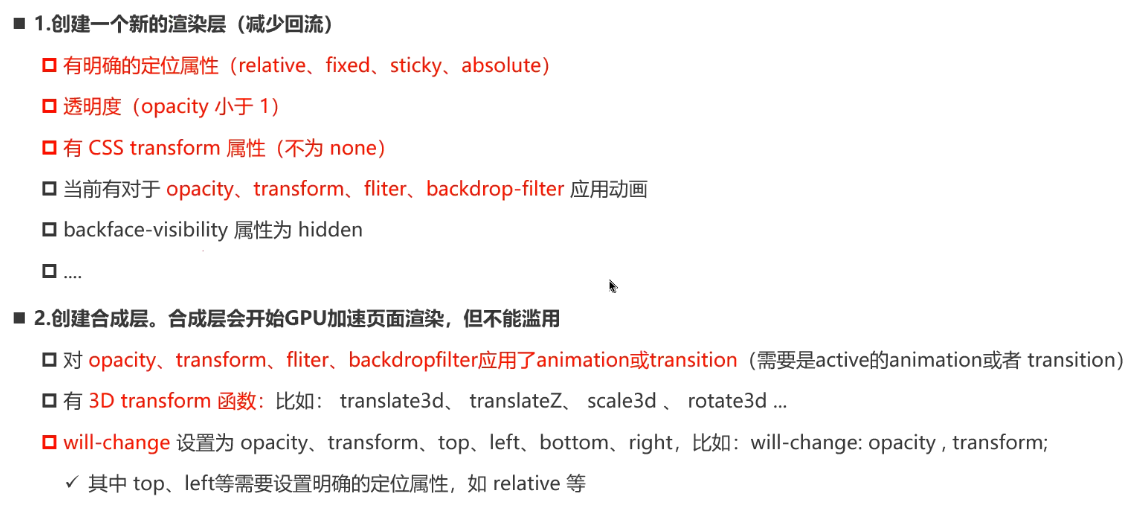 1.创建一个新的渲染层（减少回流）
有明确的定位属性（relative、fixed、sticky、absolute）
透明度（opacity 小于 1）
有 CSS transform 属性（不为 none）
当前有对于 opacity、transform、fliter、backdrop-filter 应用动画
backface-visibility 属性为 hidden
....
2.创建合成层。合成层会开始GPU加速页面渲染，但不能滥用
对 opacity、transform、fliter、backdropfilter应用了animation或transition（需要是active的animation或者 transition）
有 3D transform 函数：比如： translate3d、 translateZ、 scale3d 、 rotate3d ...
will-change 设置为 opacity、transform、top、left、bottom、right，比如：will-change: opacity , transform;
✓ 其中 top、left等需要设置明确的定位属性，如 relative 等